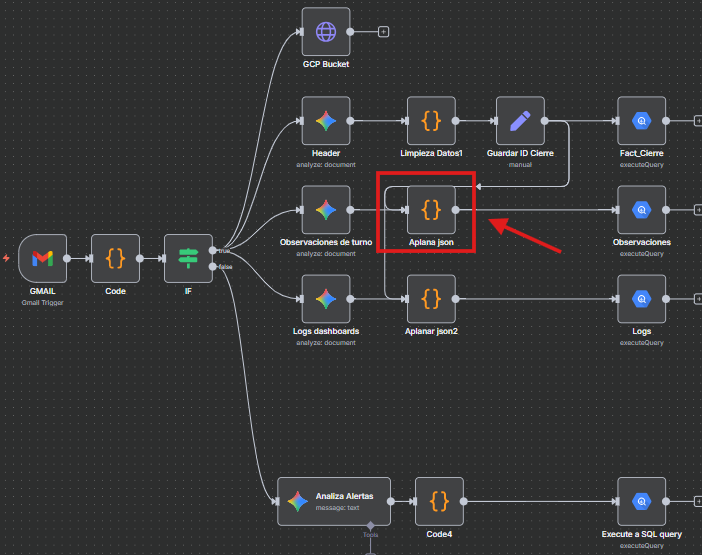 GCP Bucket
Header
analyze: document
Limpieza Datos1
Guardar ID Cierre
manual
Fact_Cierre
executeQuery
Observaciones de turno
analyze: document
Aplana json
Observaciones
executeQuery
GMAIL
Gmail Trigger
Code
IF
true
false
Logs dashboards
analyze: document
Aplanar json2
Logs
executeQuery
Analiza Alertas
message: text
Tools
Code4
Execute a SQL query
executeQuery